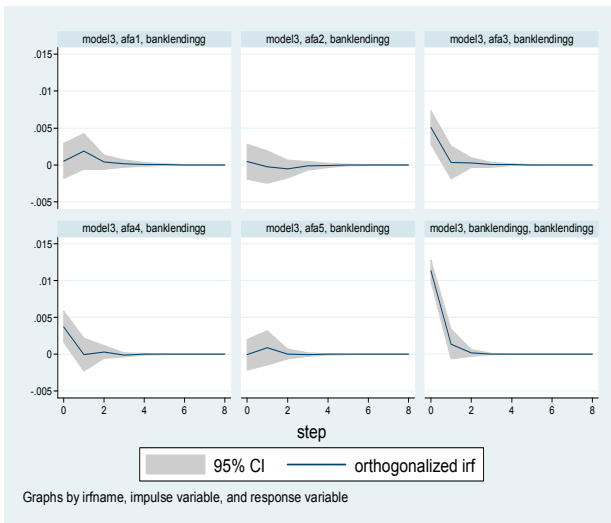 model3, afa1, banklendingg
model3, afa2, banklendingg
model3, afa3, banklendingg
.015
.01
.005
0
-.005
model3, afa4, banklendingg
model3, afa5, banklendingg
model3, banklendingg, banklendingg
.015
.01
.005
0
-.005
0 2 4 6 8
0 2 4 6 8
0 2 4 6 8
step
95% CI
orthogonalized irf
Graphs by irfname, impulse variable, and response variable